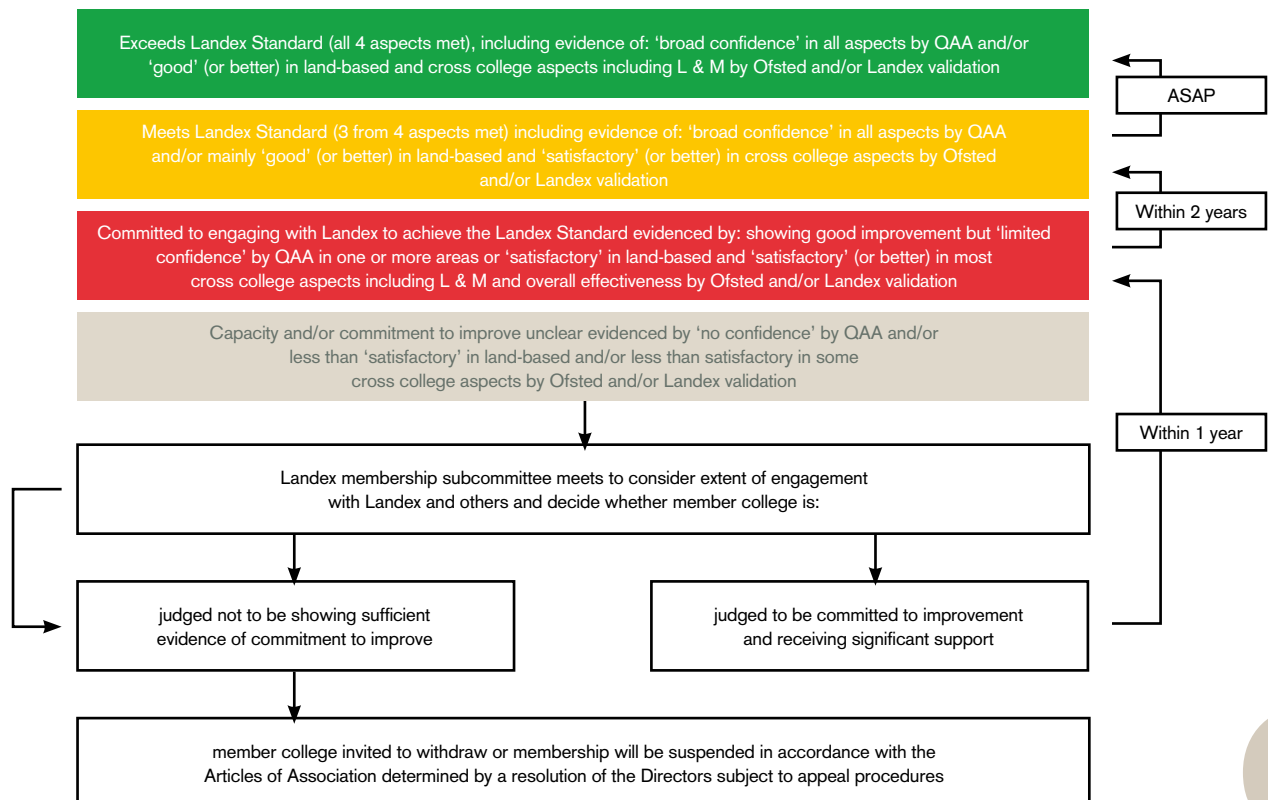 Exceeds Landex Standard (all 4 aspects met), including evidence of: ‘broad confidence’ in all aspects by QAA and/or
‘good’ (or better) in land-based and cross college aspects including L & M by Ofsted and/or Landex validation
ASAP
Meets Landex Standard (3 from 4 aspects met) including evidence of: ‘broad confidence’ in all aspects by QAA
and/or mainly ‘good’ (or better) in land-based and ‘satisfactory’ (or better) in cross college aspects by Ofsted
and/or Landex validation
Within 2 years
Committed to engaging with Landex to achieve the Landex Standard evidenced by: showing good improvement but ‘limited
confidence’ by QAA in one or more areas or ‘satisfactory’ in land-based and ‘satisfactory’ (or better) in most
cross college aspects including L & M and overall effectiveness by Ofsted and/or Landex validation
Capacity and/or commitment to improve unclear evidenced by ‘no confidence’ by QAA and/or
less than ‘satisfactory’ in land-based and/or less than satisfactory in some
cross college aspects by Ofsted and/or Landex validation
Within 1 year
Landex membership subcommittee meets to consider extent of engagement
with Landex and others and decide whether member college is:
judged not to be showing sufficient
evidence of commitment to improve
judged to be committed to improvement
and receiving significant support
member college invited to withdraw or membership will be suspended in accordance with the
Articles of Association determined by a resolution of the Directors subject to appeal procedures